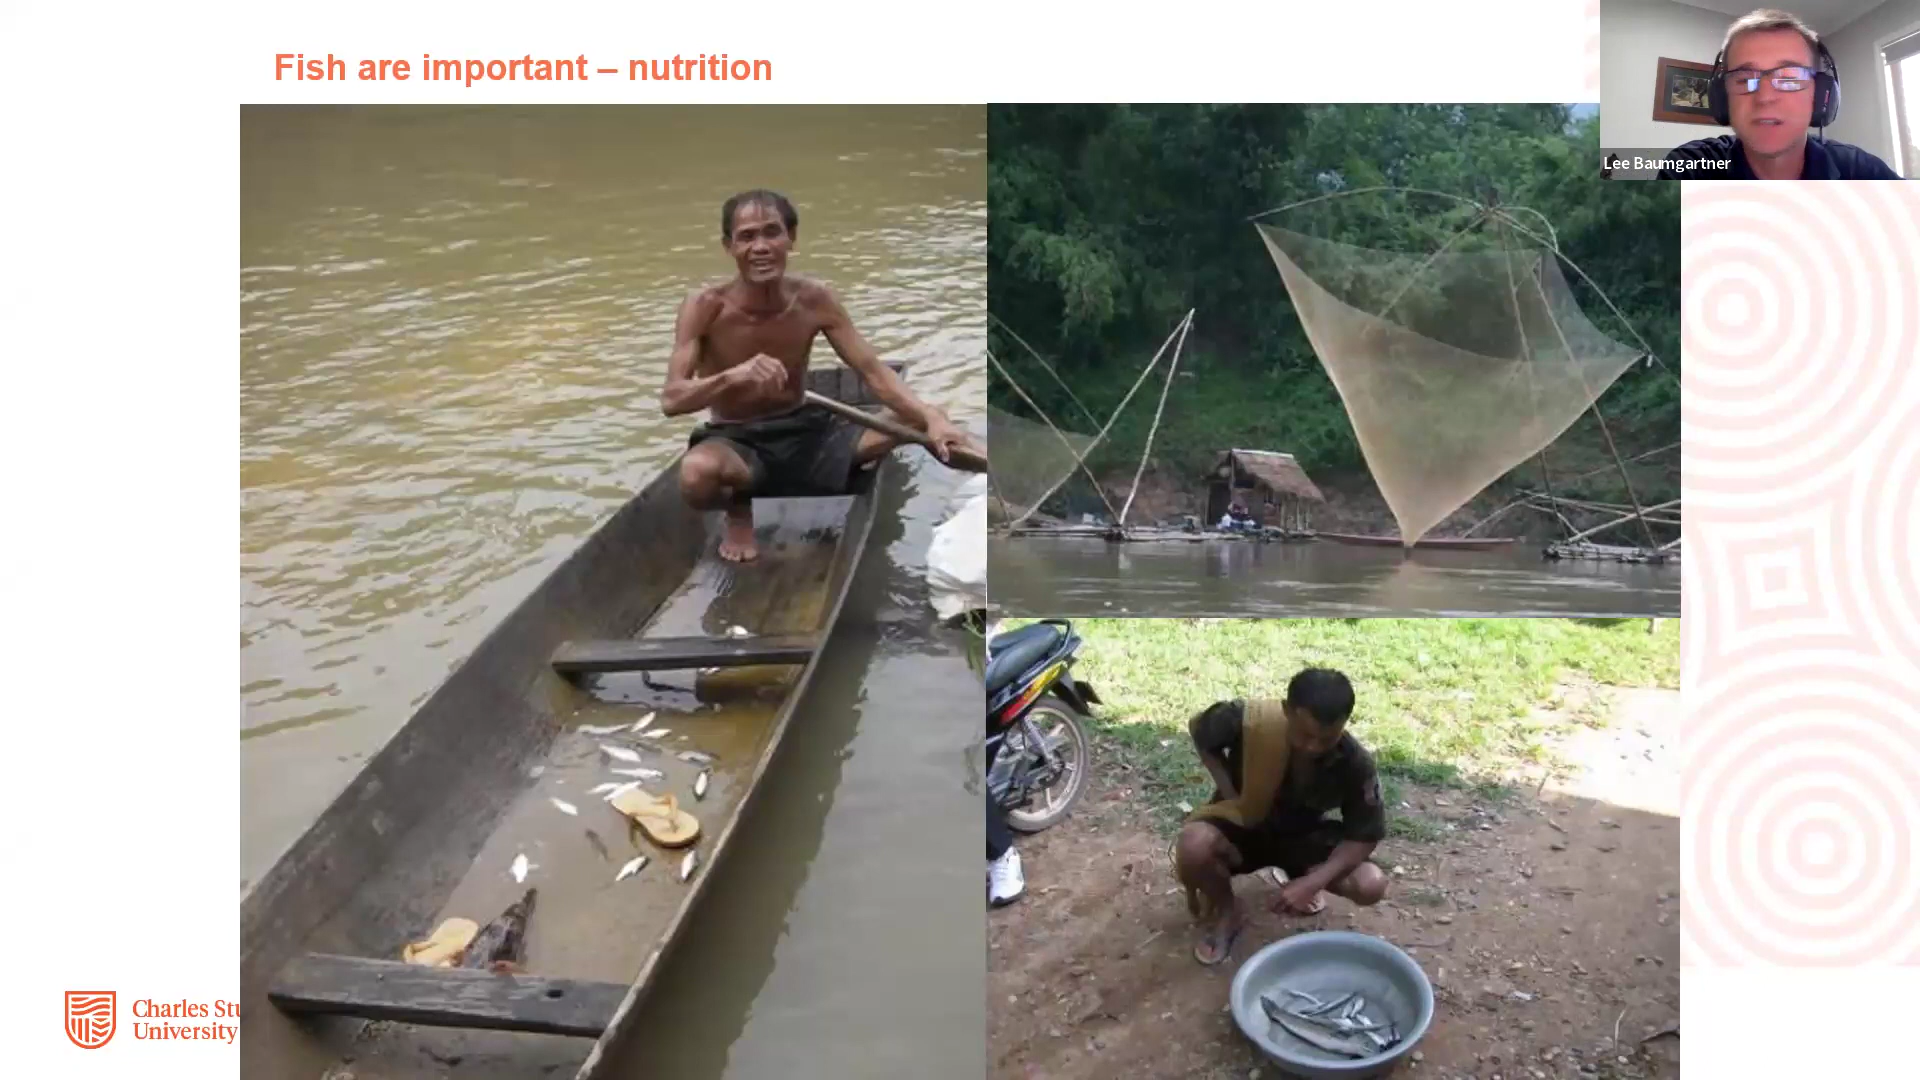 Fish are important – nutrition
Lee Baumgartner
Charles Stu
University